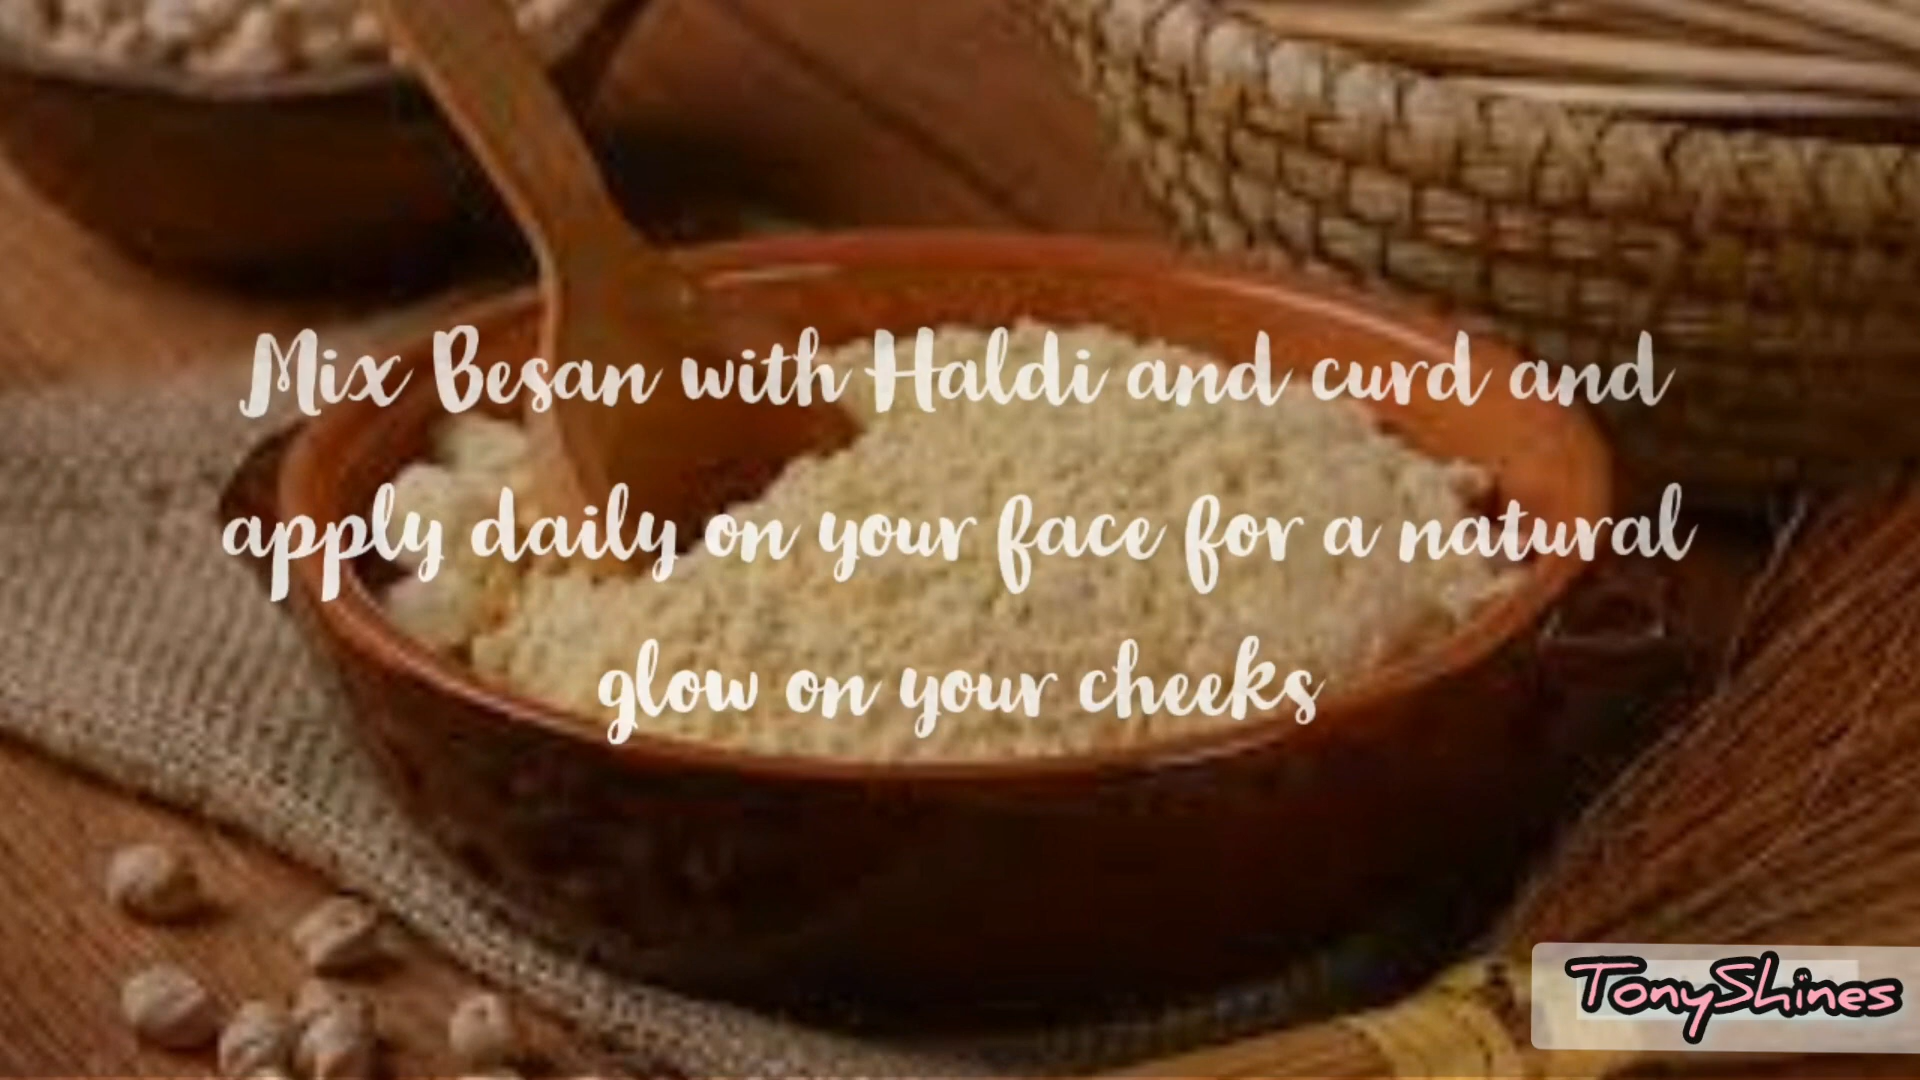 Mix Besan with Haldi and curd and
apply daily on your face for a natural
glow on your cheeks
TonyShines